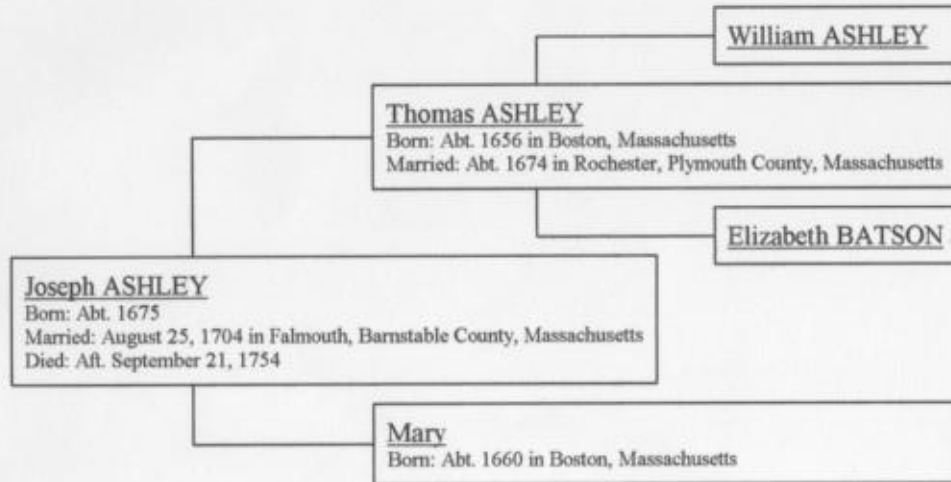 William ASHLEY
Thomas ASHLEY
Born: Abt. 1656 in Boston, Massachusetts
Married: Abt. 1674 in Rochester, Plymouth County, Massachusetts
Elizabeth BATSON
Joseph ASHLEY
Born: Abt. 1675
Married: August 25, 1704 in Falmouth, Barnstable County, Massachusetts
Died: Aft. September 21, 1754
Mary
Born: Abt. 1660 in Boston, Massachusetts